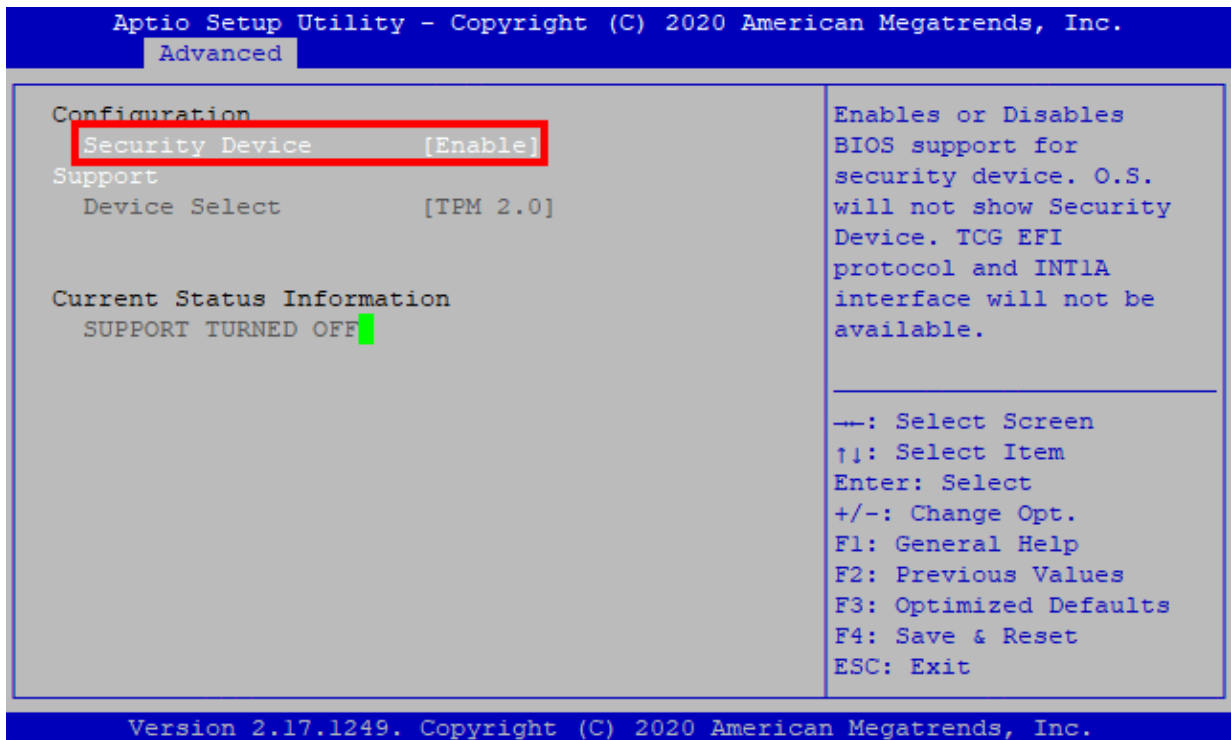 Aptio Setup Utility – Copyright (C) 2020 American Megatrends, Inc.
Advanced
Configuration
Security Device [Enable]
Support
Device Select [TPM 2.0]
Current Status Information
SUPPORT TURNED OFF
Enables or Disables
BIOS support for
security device. O.S.
will not show Security
Device. TCG EFI
protocol and INT1A
interface will not be
available.
→←: Select Screen
↑↓: Select Item
Enter: Select
+/-: Change Opt.
F1: General Help
F2: Previous Values
F3: Optimized Defaults
F4: Save & Reset
ESC: Exit
Version 2.17.1249. Copyright (C) 2020 American Megatrends, Inc.